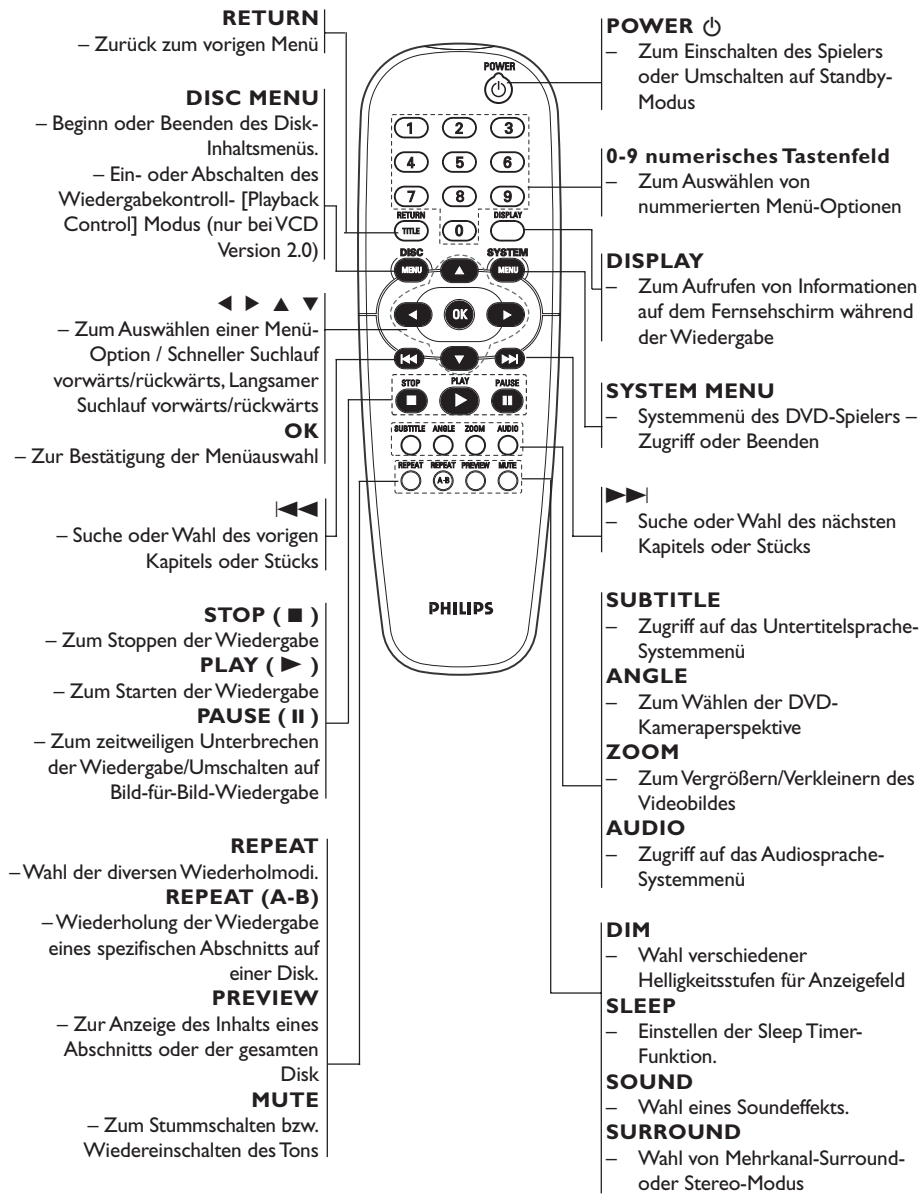 RETURN
– Zurück zum vorigen Menü
DISC MENU
– Beginn oder Beenden des Disk-
Inhaltsmenüs.
– Ein- oder Abschalten des
Wiedergabekontroll- [Playback
Control] Modus (nur bei VCD
Version 2.0)
◀ ▶ ▲ ▼
– Zum Auswählen einer Menü-
Option / Schneller Suchlauf
vorwärts/rückwärts, Langsamer
Suchlauf vorwärts/rückwärts
OK
– Zur Bestätigung der Menüauswahl
|◀◀
– Suche oder Wahl des vorigen
Kapitels oder Stücks
STOP ( ■ )
– Zum Stoppen der Wiedergabe
PLAY ( ▶ )
– Zum Starten der Wiedergabe
PAUSE ( II )
– Zum zeitweiligen Unterbrechen
der Wiedergabe/Umschalten auf
Bild-für-Bild-Wiedergabe
REPEAT
– Wahl der diversen Wiederholmodi.
REPEAT (A-B)
– Wiederholung der Wiedergabe
eines spezifischen Abschnitts auf
einer Disk.
PREVIEW
– Zur Anzeige des Inhalts eines
Abschnitts oder der gesamten
Disk
MUTE
– Zum Stummschalten bzw.
Wiedereinschalten des Tons
POWER
1 2 3
4 5 6
7 8 9
RETURN DISPLAY
TITLE 0
DISC SYSTEM
MENU MENU
OK
STOP PLAY PAUSE
SUBTITLE ANGLE ZOOM AUDIO
REPEAT REPEAT PREVIEW MUTE
A-B
PHILIPS
POWER ⏻
– Zum Einschalten des Spielers
oder Umschalten auf Standby-
Modus
0-9 numerisches Tastenfeld
– Zum Auswählen von
nummerierten Menü-Optionen
DISPLAY
– Zum Aufrufen von Informationen
auf dem Fernsehschirm während
der Wiedergabe
SYSTEM MENU
– Systemmenü des DVD-Spielers –
Zugriff oder Beenden
▶▶|
– Suche oder Wahl des nächsten
Kapitels oder Stücks
SUBTITLE
– Zugriff auf das Untertitelsprache-
Systemmenü
ANGLE
– Zum Wählen der DVD-
Kameraperspektive
ZOOM
– Zum Vergrößern/Verkleinern des
Videobildes
AUDIO
– Zugriff auf das Audiosprache-
Systemmenü
DIM
– Wahl verschiedener
Helligkeitsstufen für Anzeigefeld
SLEEP
– Einstellen der Sleep Timer-
Funktion.
SOUND
– Wahl eines Soundeffekts.
SURROUND
– Wahl von Mehrkanal-Surround-
oder Stereo-Modus